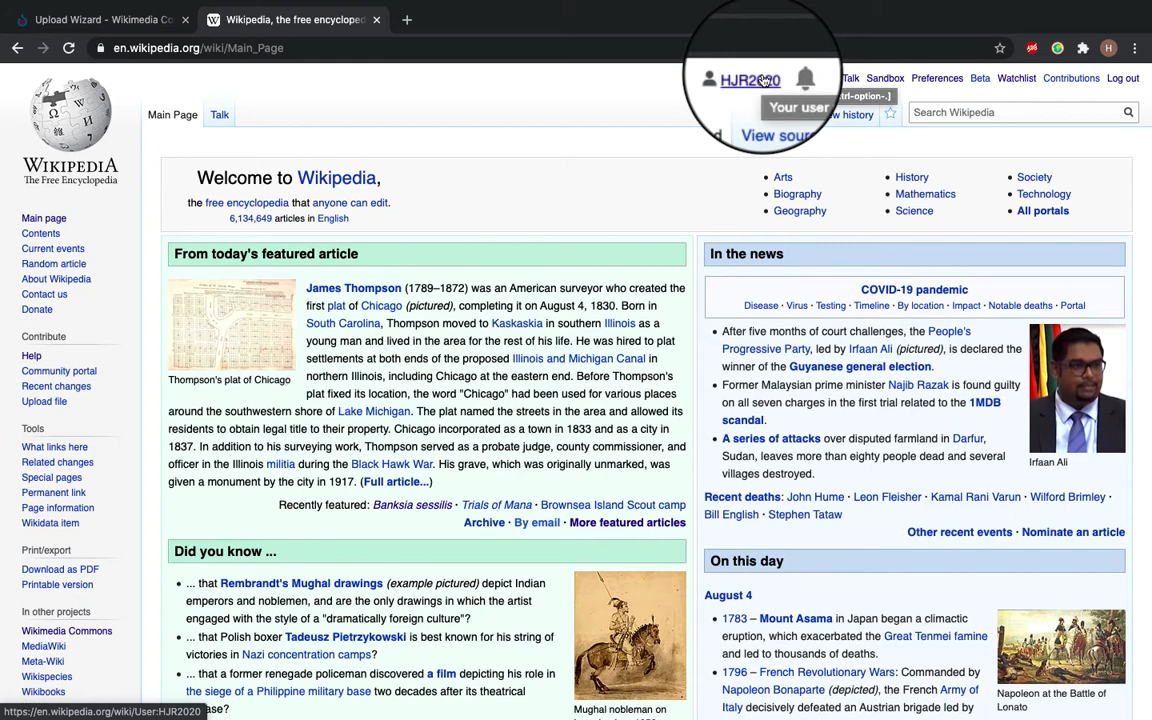 Upload Wizard - Wikimedia Co
Wikipedia, the free encycloped
en.wikipedia.org/wiki/Main_Page
H
HJR2020
Talk Sandbox Preferences Beta Watchlist Contributions Log out
Your user
ctrl-option-.]
Main Page Talk
View sour
view history
Search Wikipedia
WIKIPEDIA
The Free Encyclopedia
Main page
Contents
Current events
Random article
About Wikipedia
Contact us
Donate
Contribute
Help
Community portal
Recent changes
Upload file
Tools
What links here
Related changes
Special pages
Permanent link
Page information
Wikidata item
Print/export
Download as PDF
Printable version
In other projects
Wikimedia Commons
MediaWiki
Meta-Wiki
Wikispecies
Wikibooks
Welcome to Wikipedia,
the free encyclopedia that anyone can edit.
6,134,649 articles in English
• Arts
• Biography
• Geography
• History
• Mathematics
• Science
• Society
• Technology
• All portals
From today's featured article
James Thompson (1789–1872) was an American surveyor who created the
first plat of Chicago (pictured), completing it on August 4, 1830. Born in
South Carolina, Thompson moved to Kaskaskia in southern Illinois as a
young man and lived in the area for the rest of his life. He was hired to plat
settlements at both ends of the proposed Illinois and Michigan Canal in
northern Illinois, including Chicago at the eastern end. Before Thompson's
plat fixed its location, the word "Chicago" had been used for various places
around the southwestern shore of Lake Michigan. The plat named the streets in the area and allowed its
residents to obtain legal title to their property. Chicago incorporated as a town in 1833 and as a city in
1837. In addition to his surveying work, Thompson served as a probate judge, county commissioner, and
officer in the Illinois militia during the Black Hawk War. His grave, which was originally unmarked, was
given a monument by the city in 1917. (Full article...)
Thompson's plat of Chicago
Recently featured: Banksia sessilis · Trials of Mana · Brownsea Island Scout camp
Archive · By email · More featured articles
Did you know ...
• ... that Rembrandt's Mughal drawings (example pictured) depict Indian
emperors and noblemen, and are the only drawings in which the artist
engaged with the style of a "dramatically foreign culture"?
• ... that Polish boxer Tadeusz Pietrzykowski is best known for his string of
victories in Nazi concentration camps?
• ... that a former renegade policeman discovered a film depicting his role in
the siege of a Philippine military base two decades after its theatrical
ase?
Mughal nobleman on
In the news
COVID-19 pandemic
Disease · Virus · Testing · Timeline · By location · Impact · Notable deaths · Portal
• After five months of court challenges, the People's
Progressive Party, led by Irfaan Ali (pictured), is declared the
winner of the Guyanese general election.
• Former Malaysian prime minister Najib Razak is found guilty
on all seven charges in the first trial related to the 1MDB
scandal.
• A series of attacks over disputed farmland in Darfur,
Sudan, leaves more than eighty people dead and several
villages destroyed.
Irfaan Ali
Recent deaths: John Hume · Leon Fleisher · Kamal Rani Varun · Wilford Brimley ·
Bill English · Stephen Tataw
Other recent events · Nominate an article
On this day
August 4
• 1783 – Mount Asama in Japan began a climactic
eruption, which exacerbated the Great Tenmei famine
and led to thousands of deaths.
• 1796 – French Revolutionary Wars: Commanded by
Napoleon Bonaparte (depicted), the French Army of
Italy decisively defeated an Austrian brigade led by
Napoleon at the Battle of
Lonato
https://en.wikipedia.org/wiki/User:HJR2020